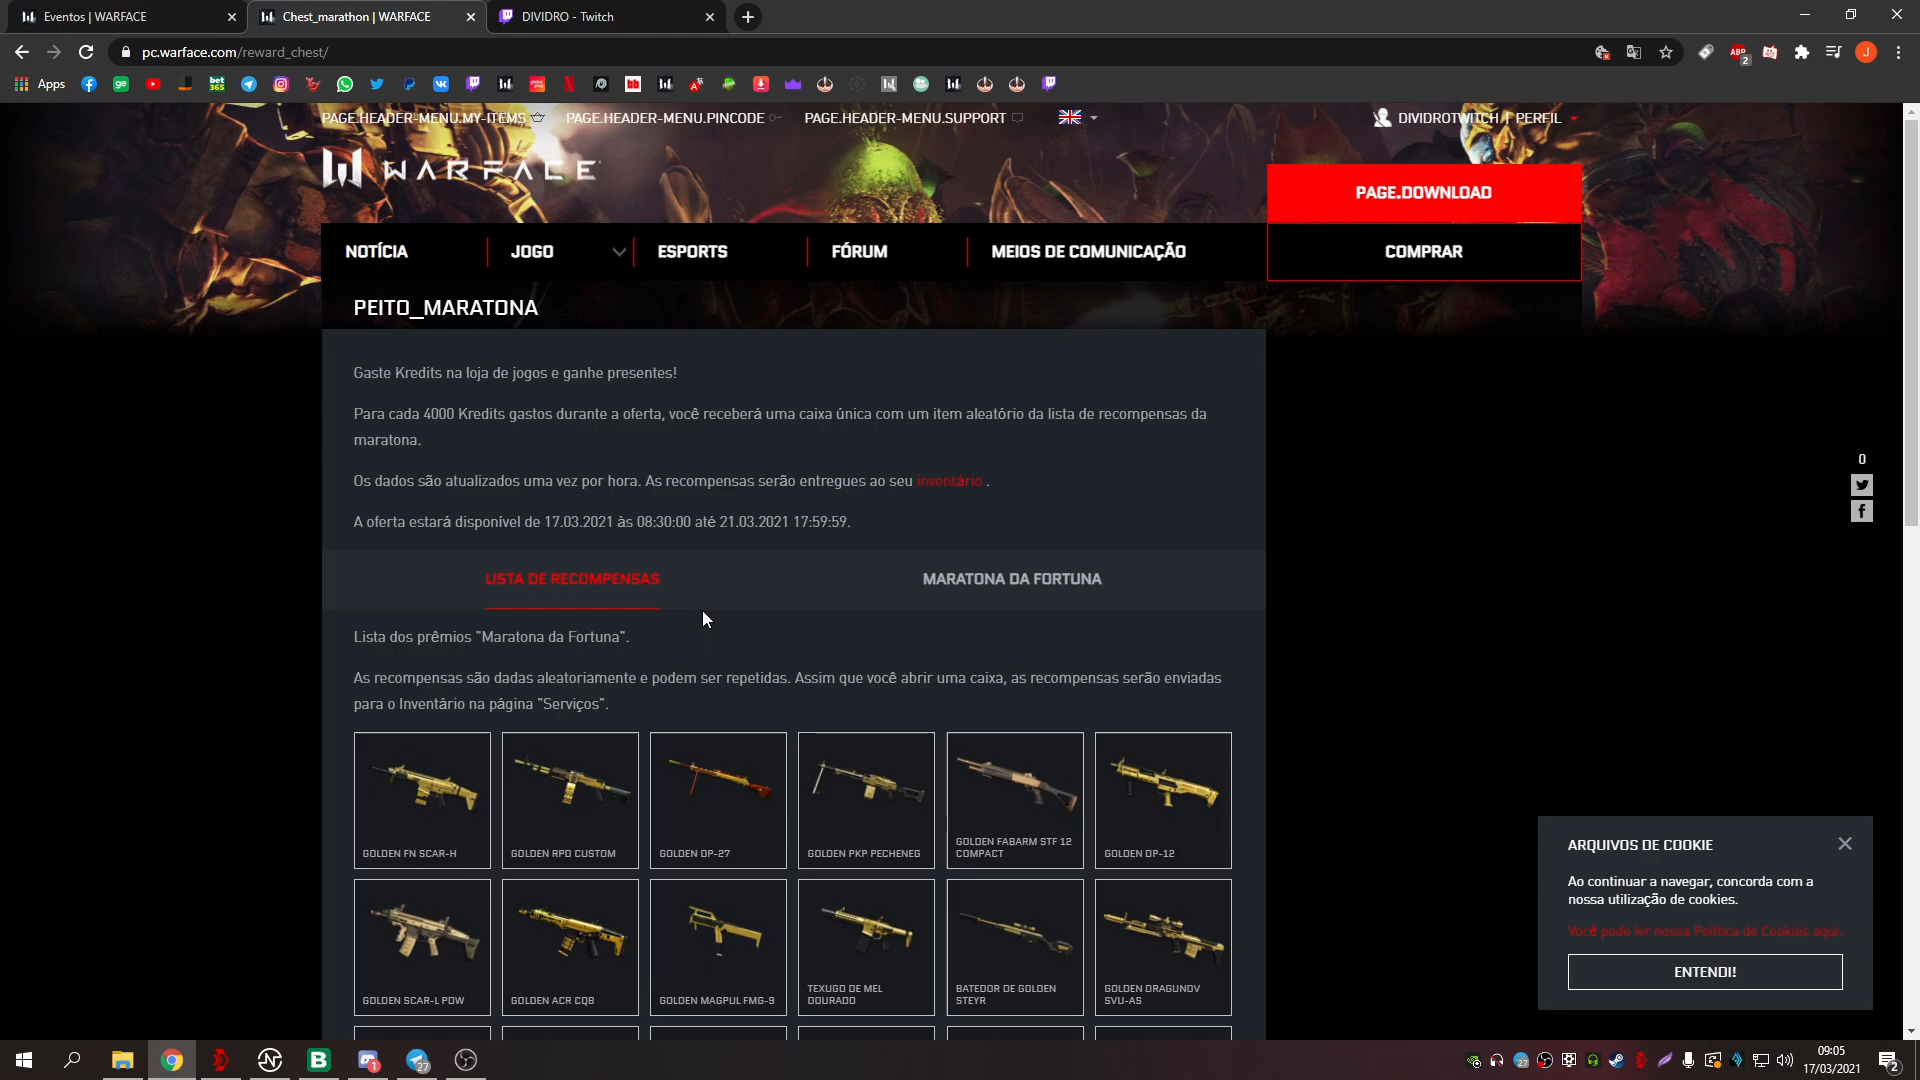 Eventos | WARFACE
Chest_marathon | WARFACE
DIVIDRO - Twitch
pc.warface.com/reward_chest/
ABP
2
J
Apps
ge
bet
365
bb
PAGE.HEADER-MENU.MY-ITEMS
PAGE.HEADER-MENU.PINCODE
PAGE.HEADER-MENU.SUPPORT
DIVIDROTWITCH | PERFIL
WARFACE
PAGE.DOWNLOAD
NOTÍCIA
JOGO
ESPORTS
FÓRUM
MEIOS DE COMUNICAÇÃO
COMPRAR
PEITO_MARATONA
Gaste Kredits na loja de jogos e ganhe presentes!
Para cada 4000 Kredits gastos durante a oferta, você receberá uma caixa única com um item aleatório da lista de recompensas da
maratona.
Os dados são atualizados uma vez por hora. As recompensas serão entregues ao seu inventário .
A oferta estará disponível de 17.03.2021 às 08:30:00 até 21.03.2021 17:59:59.
0
LISTA DE RECOMPENSAS
MARATONA DA FORTUNA
Lista dos prêmios "Maratona da Fortuna".
As recompensas são dadas aleatoriamente e podem ser repetidas. Assim que você abrir uma caixa, as recompensas serão enviadas
para o Inventário na página "Serviços".
GOLDEN FN SCAR-H
GOLDEN RPD CUSTOM
GOLDEN DP-27
GOLDEN PKP PECHENEG
GOLDEN FABARM STF 12
COMPACT
GOLDEN DP-12
GOLDEN SCAR-L PDW
GOLDEN ACR CQB
GOLDEN MAGPUL FMG-9
TEXUGO DE MEL
DOURADO
BATEDOR DE GOLDEN
STEYR
GOLDEN DRAGUNOV
SVU-AS
ARQUIVOS DE COOKIE
Ao continuar a navegar, concorda com a
nossa utilização de cookies.
Você pode ler nossa Política de Cookies aqui.
ENTENDI!
B
1
27
27
09:05
17/03/2021
2